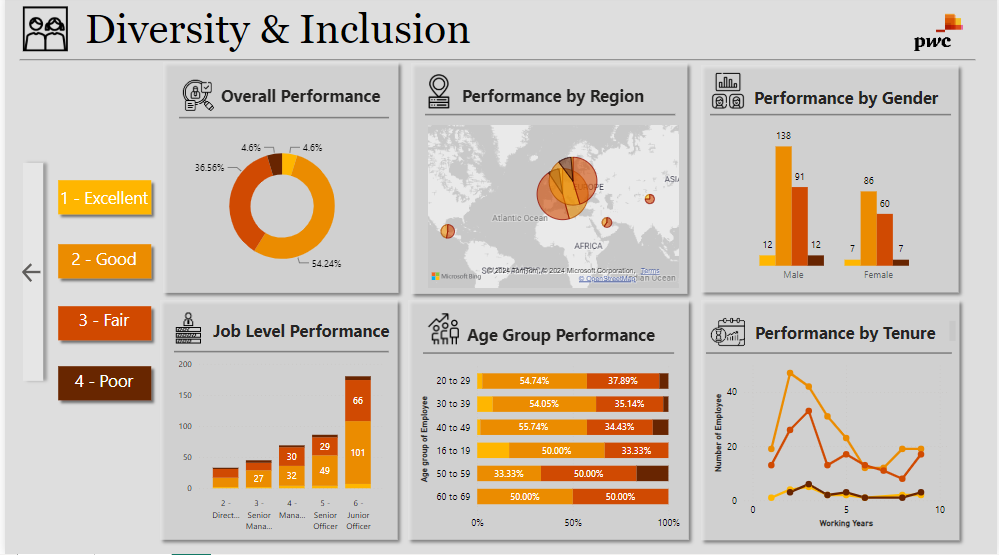 Diversity & Inclusion
pwc
1 - Excellent
2 - Good
3 - Fair
4 - Poor
Overall Performance
4.6%
4.6%
36.56%
54.24%
Performance by Region
EUROPE
ASI
Atlantic Ocean
AFRICA
Microsoft Bing
© 2024 TomTom, © 2024 Microsoft Corporation, Terms
© OpenStreetMap
Indian Ocean
Performance by Gender
138
91
86
60
12
12
7
7
Male
Female
Job Level Performance
200
150
100
50
0
27
32
30
49
29
101
66
2 -
Direct...
3 -
Senior
Mana...
4 -
Mana...
5 -
Senior
Officer
6 -
Junior
Officer
Age Group Performance
Age group of Employee
20 to 29
54.74%
37.89%
30 to 39
54.05%
35.14%
40 to 49
55.74%
34.43%
16 to 19
50.00%
33.33%
50 to 59
33.33%
50.00%
60 to 69
50.00%
50.00%
0%
50%
100%
Performance by Tenure
Number of Employee
40
20
0
0
5
10
Working Years